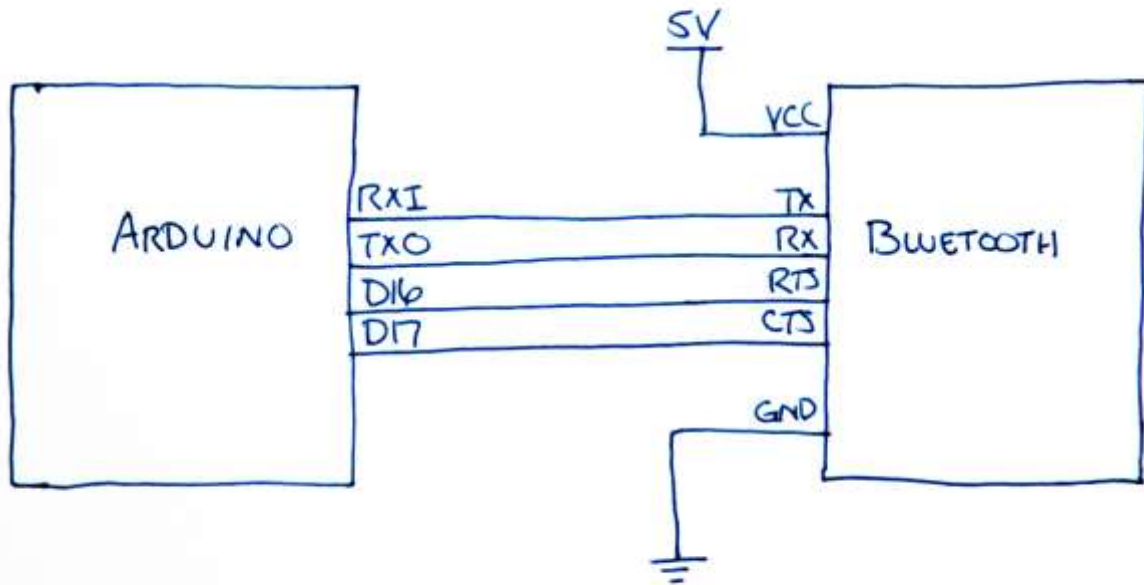 5V
VCC
RXI
TX
ARDUINO
TXO
RX
BLUETOOTH
D16
RTS
D17
CTS
GND